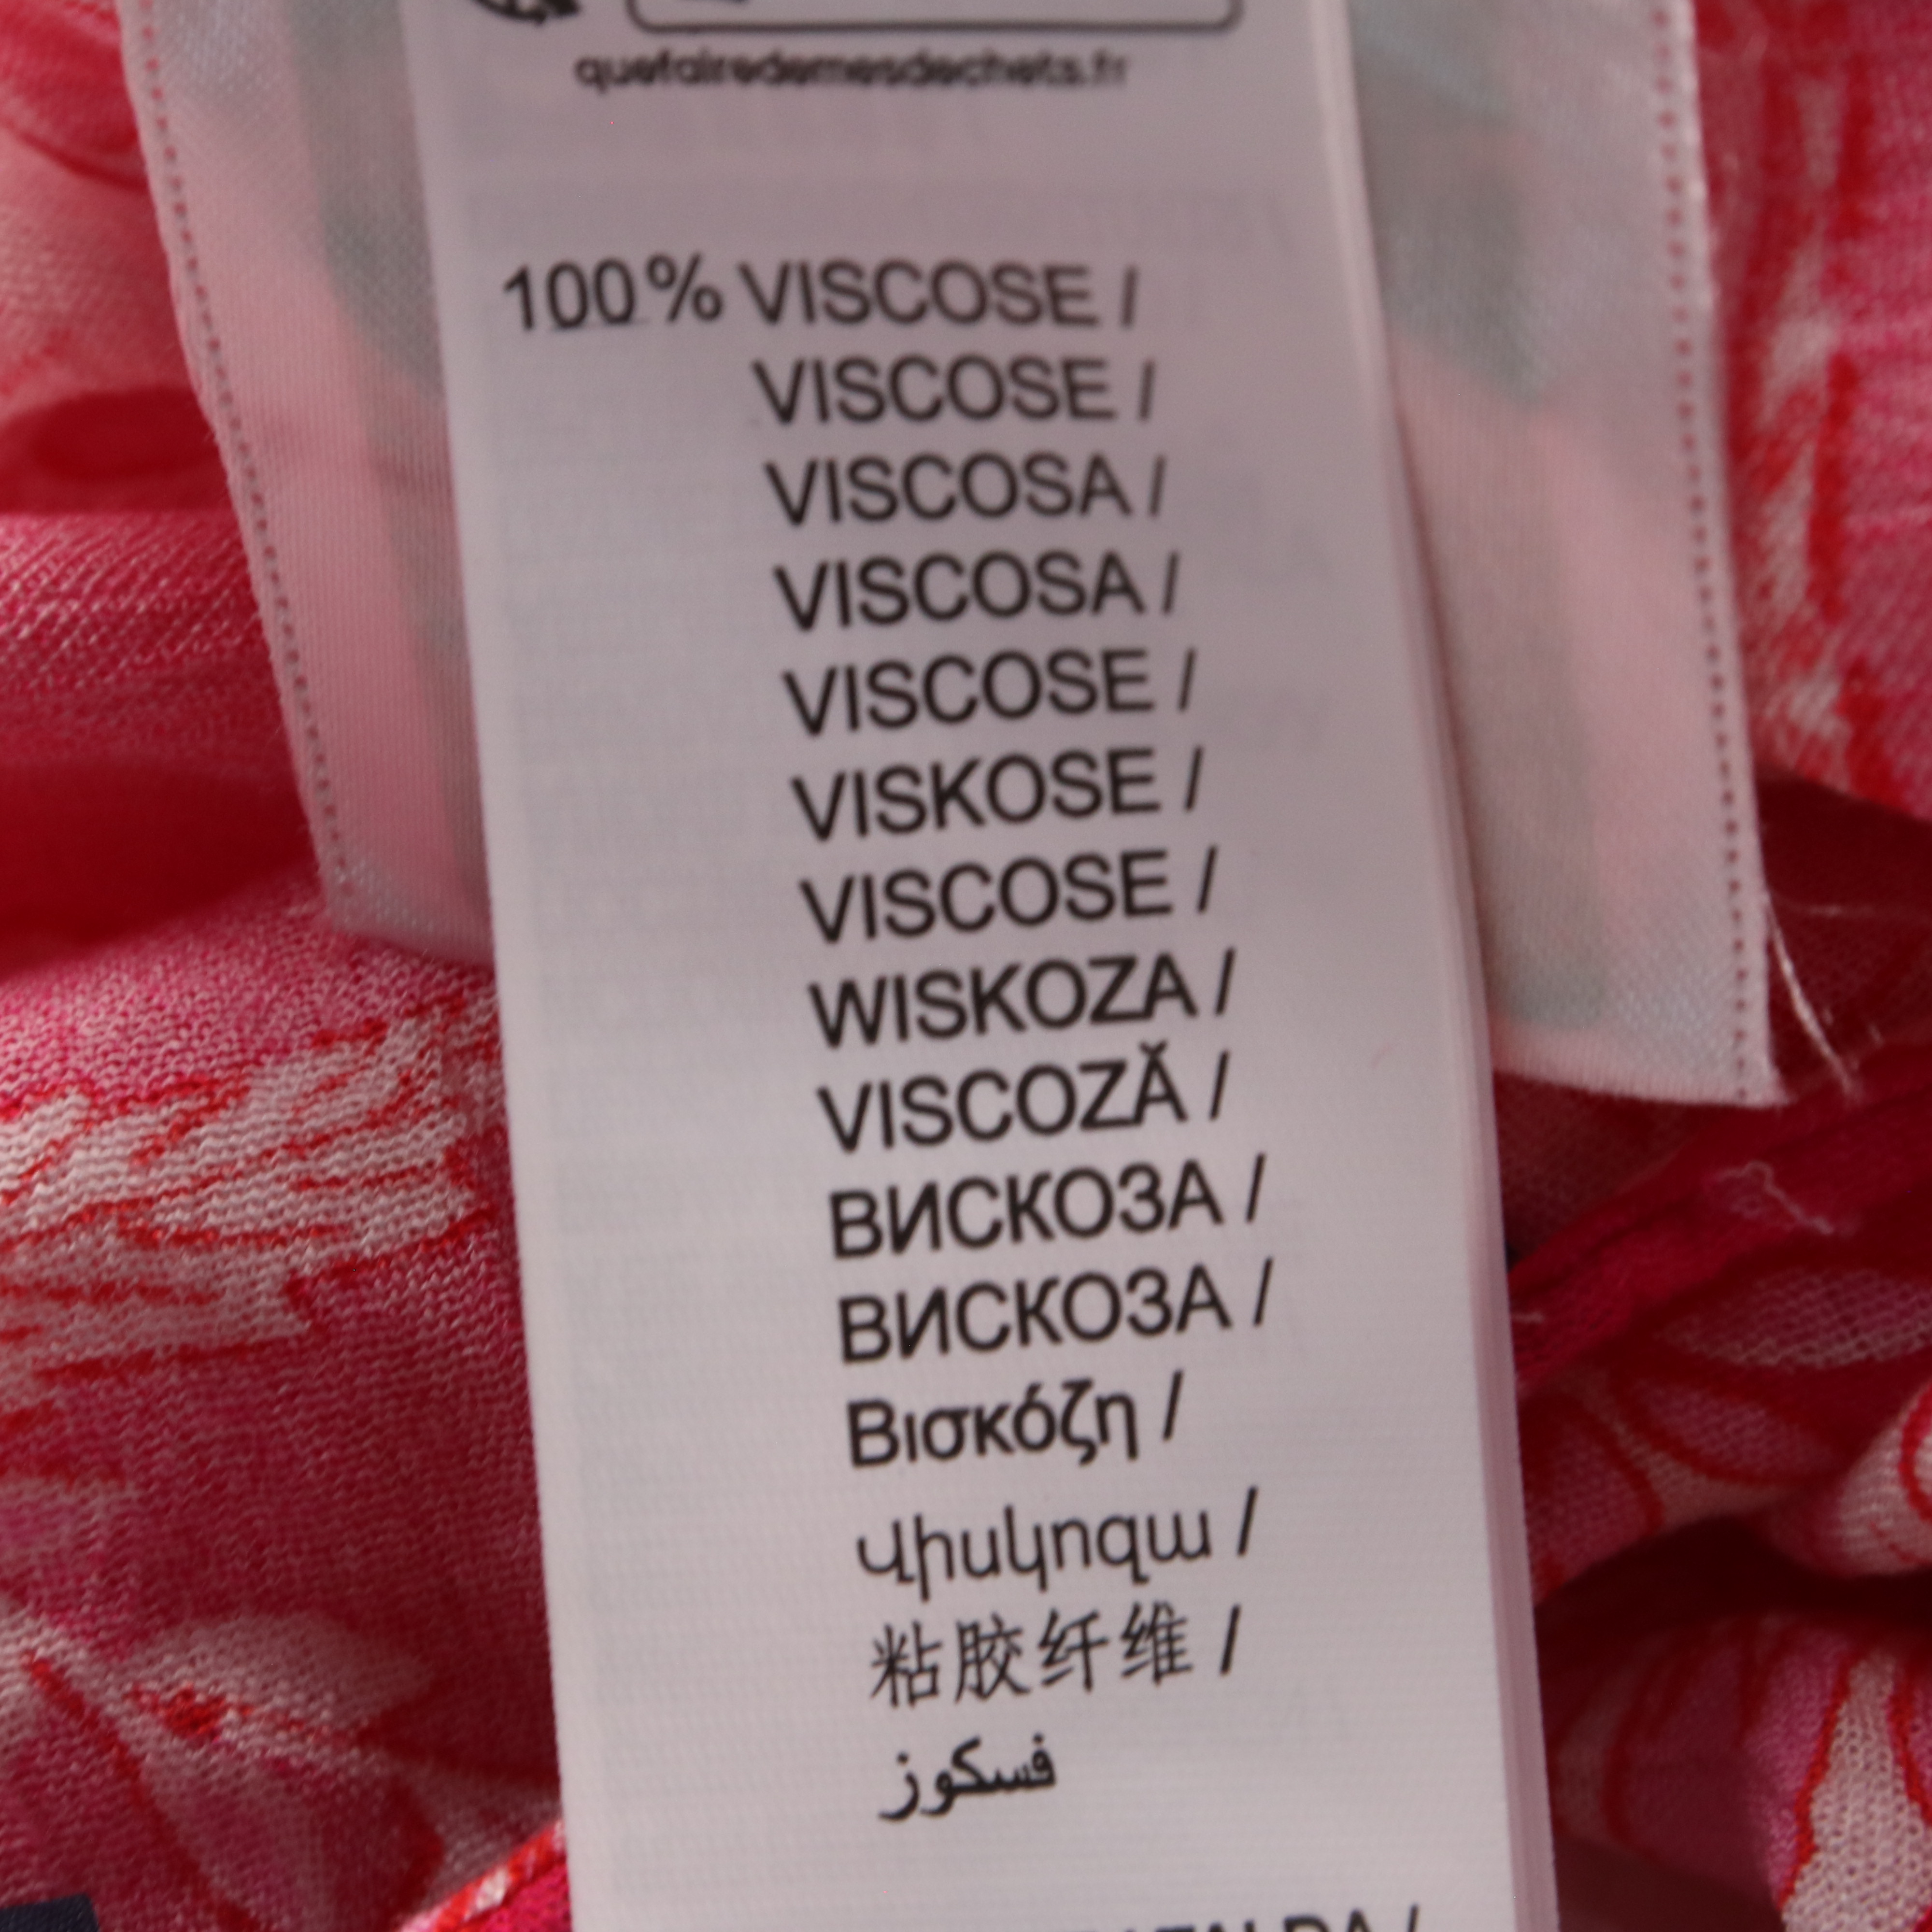 quefairedemesdechets.fr
100% VISCOSE /
VISCOSE /
VISCOSA /
VISCOSA /
VISCOSE /
VISKOSE /
VISCOSE /
WISKOZA /
VISCOZĂ /
ВИСКОЗА /
ВИСКОЗА /
Βισκόζη /
Վիսկոզա /
粘胶纤维 /
فسكوز